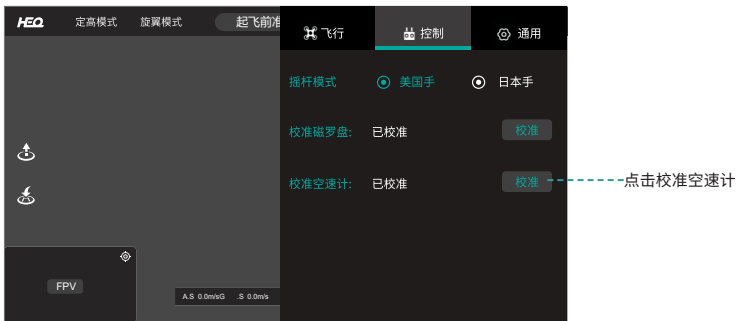 HEQ 定高模式 旋翼模式 起飞前准
飞行 控制 通用
摇杆模式 美国手 日本手
校准磁罗盘: 已校准 校准
校准空速计: 已校准 校准 点击校准空速计
FPV
A.S 0.0m/sG .S 0.0m/s